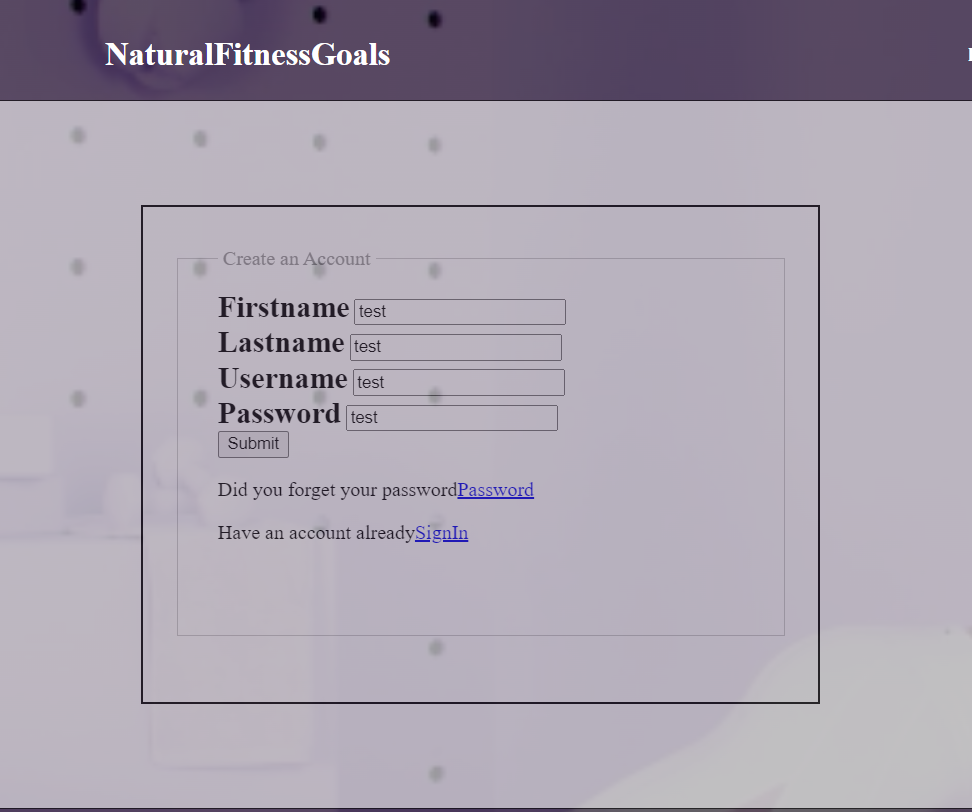 NaturalFitnessGoals
Create an Account
Firstname test
Lastname test
Username test
Password test
Submit
Did you forget your passwordPassword
Have an account alreadySignIn